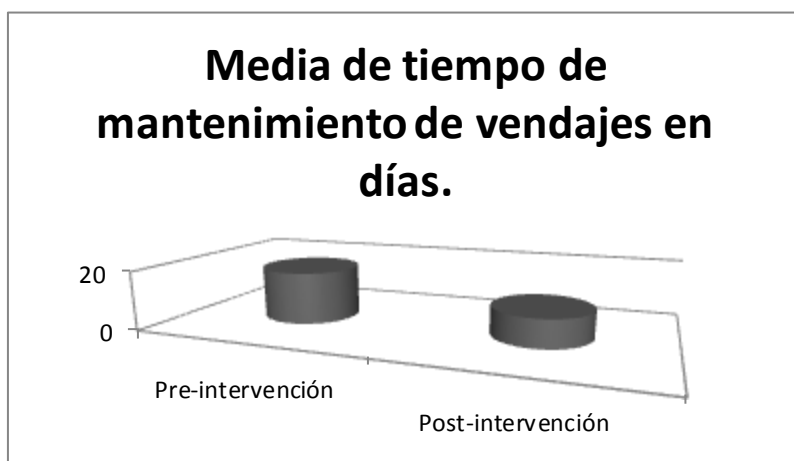 Media de tiempo de
mantenimiento de vendajes en
días.
20
0
Pre-intervención
Post-intervención